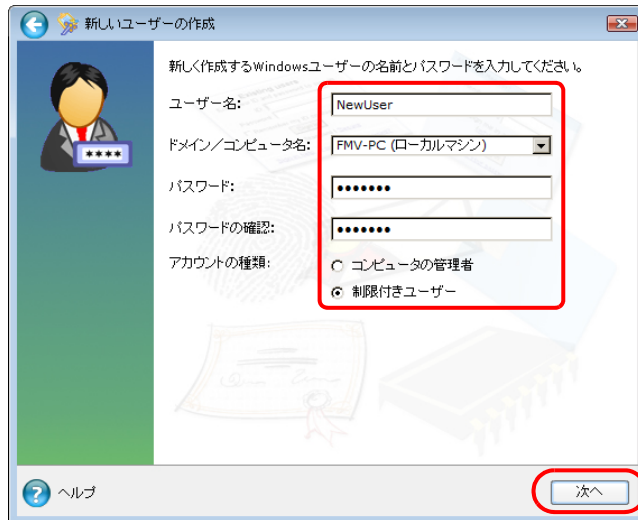 新しいユーザーの作成
新しく作成するWindowsユーザーの名前とパスワードを入力してください。
ユーザー名: NewUser
ドメイン／コンピュータ名: FMV-PC (ローカルマシン)
パスワード: •••••••
パスワードの確認: •••••••
アカウントの種類: コンピュータの管理者
制限付きユーザー
****
ヘルプ 次へ